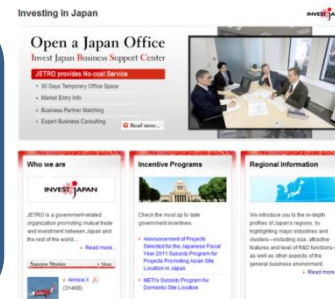 Investing in Japan
INVEST JAPAN
Open a Japan Office
Invest Japan Business Support Center
JETRO provides No-cost Service
50 Days Temporary Office Space
Market Entry Info
Business Partner Matching
Expert Business Consulting
Read more...
Who we are
INVEST JAPAN
JETRO is a government-related
organization promoting mutual trade
and investment between Japan and
the rest of the world...
Read more...
Success Stories
More
Airtera X
(314KB)
Incentive Programs
Check the most up to date
government incentives.
Announcement of Projects
Selected for the Japanese Fiscal
Year 2011 Subsidy Program for
Projects Promoting Asian Site
Location in Japan
METI's Subsidy Program for
Domestic Site Location
Regional Information
We introduce you to the in-depth
profiles of Japan's regions, by
highlighting major industries and
clusters—including size, attractive
features and level of R&D functions—
as well as other aspects of the
general business environment.
Read more